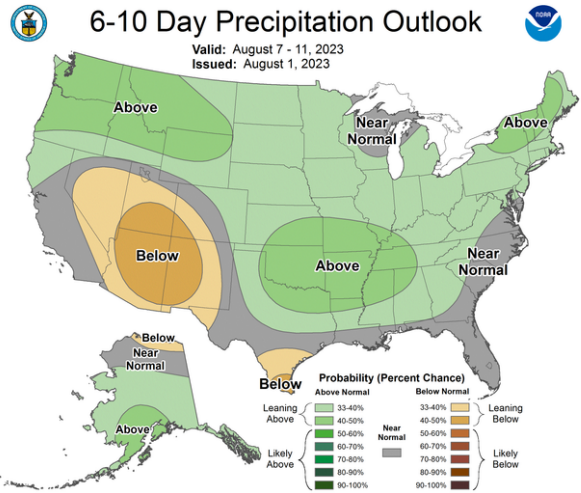 6-10 Day Precipitation Outlook
Valid: August 7 - 11, 2023
Issued: August 1, 2023
NOAA
Above
Near
Normal
Above
Below
Above
Near
Normal
Below
Near
Normal
Above
Below
Probability (Percent Chance)
Above Normal
Below Normal
Leaning
Above
33-40%
40-50%
Likely
Above
50-60%
60-70%
70-80%
80-90%
90-100%
Near
Normal
33-40%
40-50%
Leaning
Below
50-60%
60-70%
70-80%
80-90%
90-100%
Likely
Below